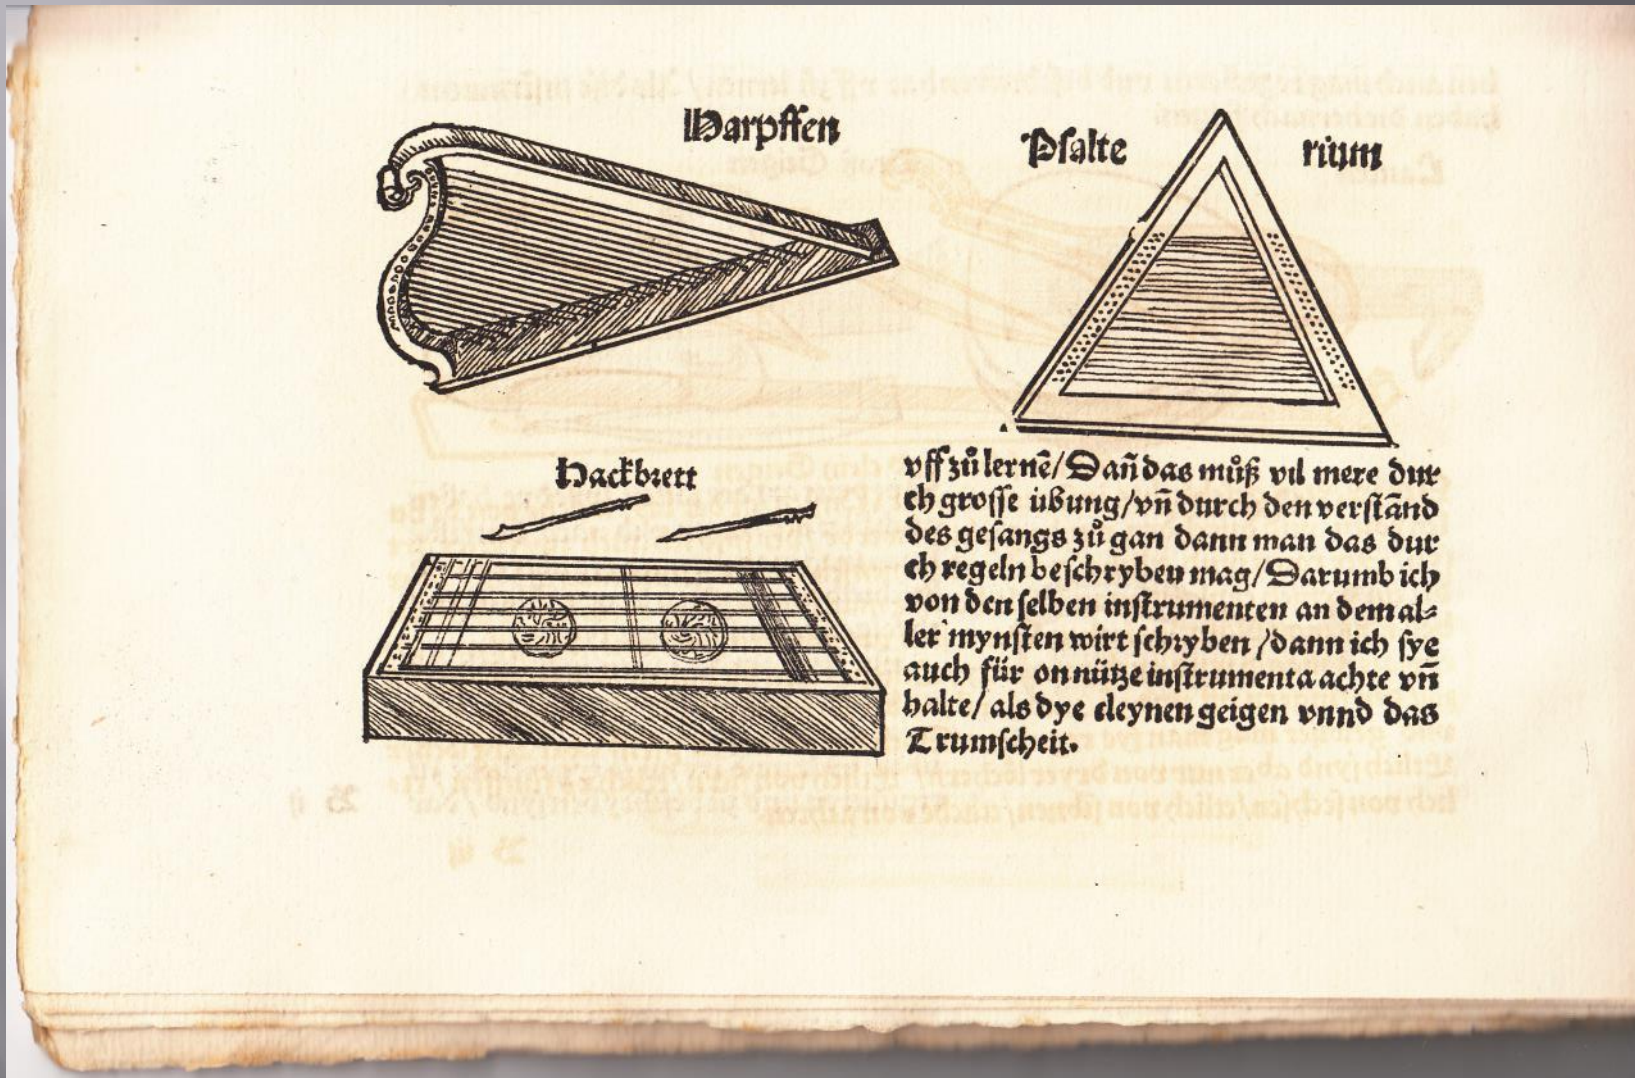 Harpffen
Psalte rium
Hackbrett
vff zů lernē/Dañ das můß vil mere dur
ch grosse übung/vñ durch den verstãnd
des gesangs zů gan dann man das dur
ch regeln beschryben mag/Darumb ich
von den selben instrumenten an dem al⸗
ler mynsten wirt schryben/dann ich sye
auch für onnütze instrumenta achte vñ
halte/als dye cleynen geigen vnnd das
Trumscheit.